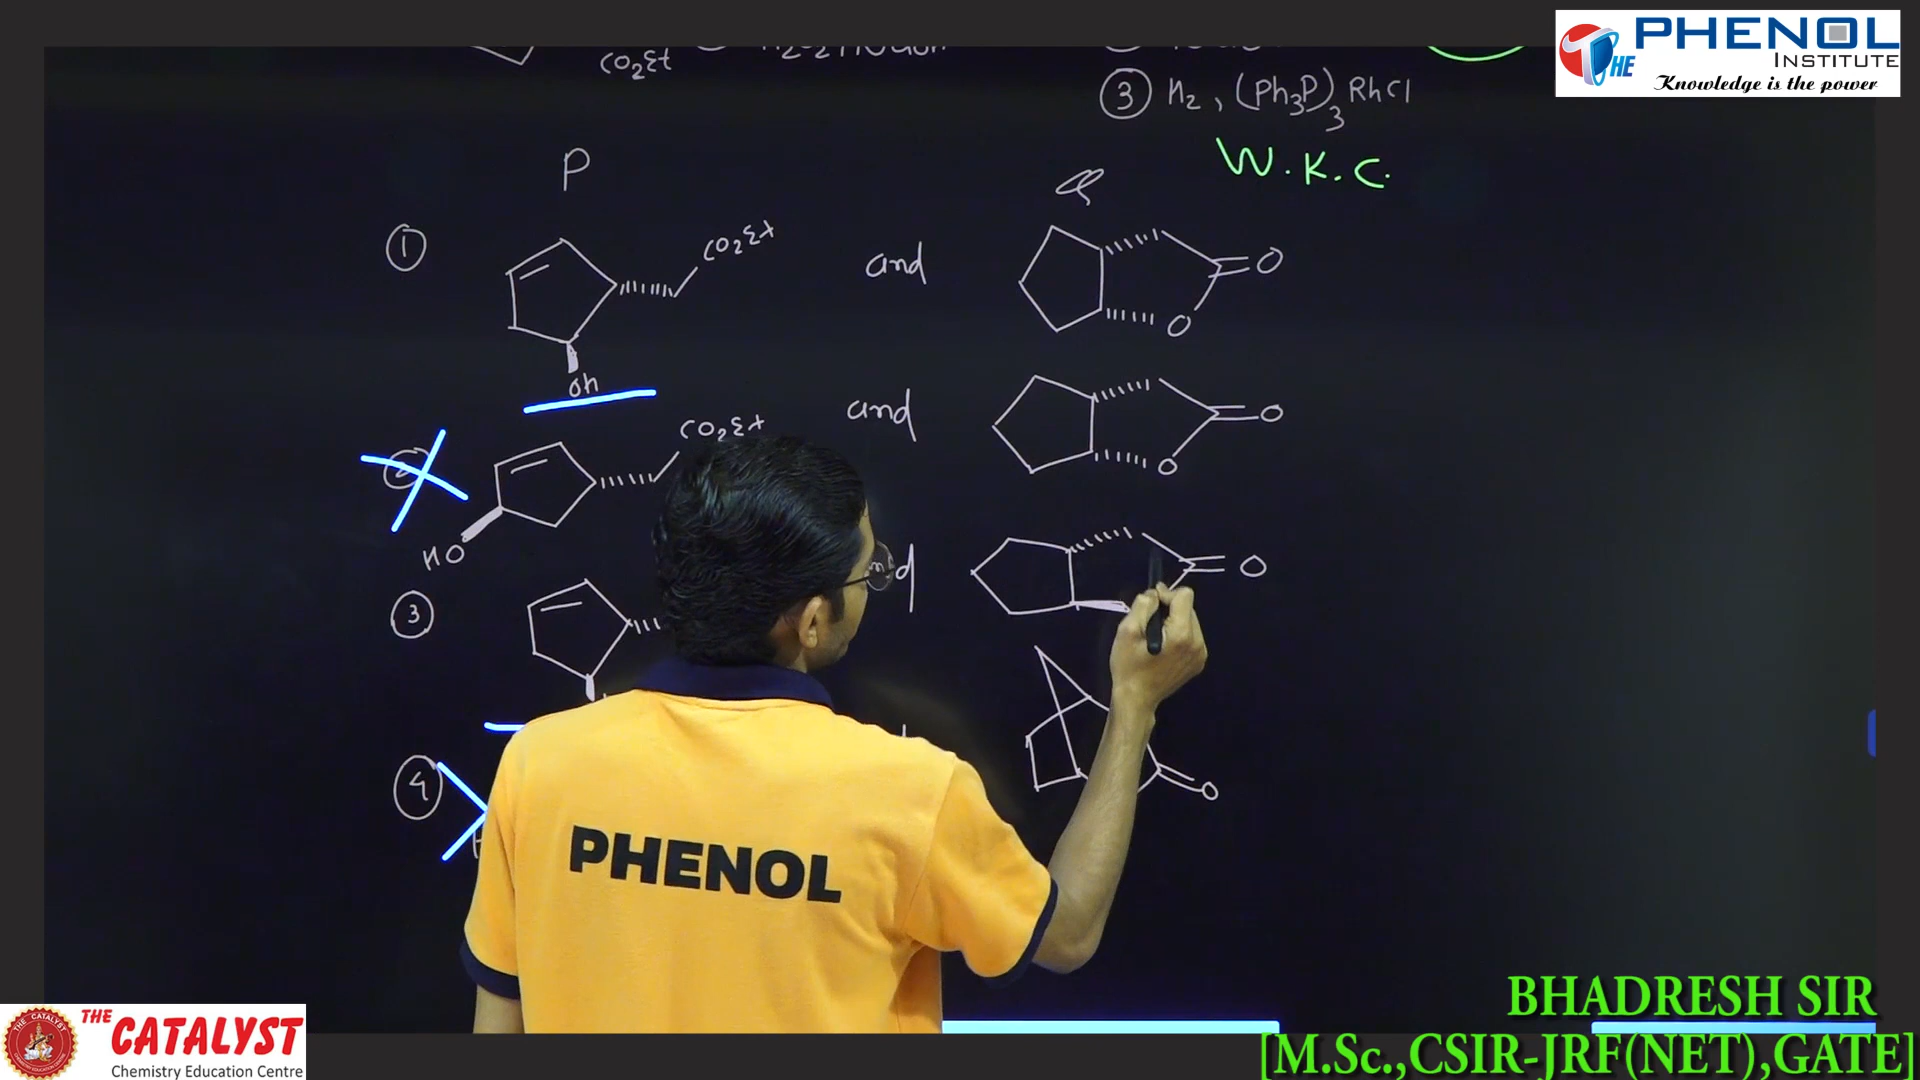 THE PHENOL
INSTITUTE
Knowledge is the power
CO2Et
③ H2, (Ph3P)3RhCl
W.K.C.
P
Q
①
CO2Et
and
O
O
OH
②
CO2Et
and
O
O
HO
③
O
④
O
PHENOL
THE CATALYST
Chemistry Education Centre
BHADRESH SIR
[M.Sc.,CSIR-JRF(NET),GATE]